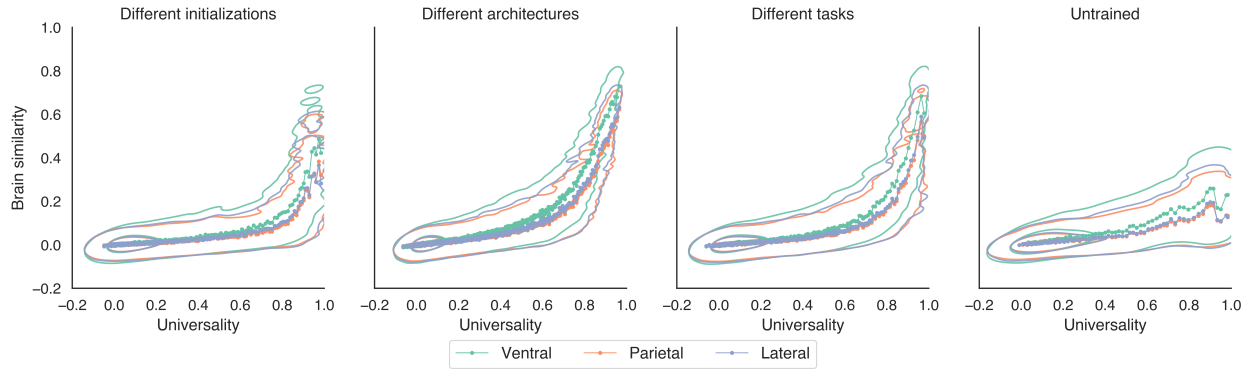 Different initializations
Different architectures
Different tasks
Untrained
Brain similarity
1.0
0.8
0.6
0.4
0.2
0.0
−0.2
−0.2 0.0 0.2 0.4 0.6 0.8 1.0
−0.2 0.0 0.2 0.4 0.6 0.8 1.0
−0.2 0.0 0.2 0.4 0.6 0.8 1.0
−0.2 0.0 0.2 0.4 0.6 0.8 1.0
Universality
Universality
Universality
Universality
Ventral Parietal Lateral